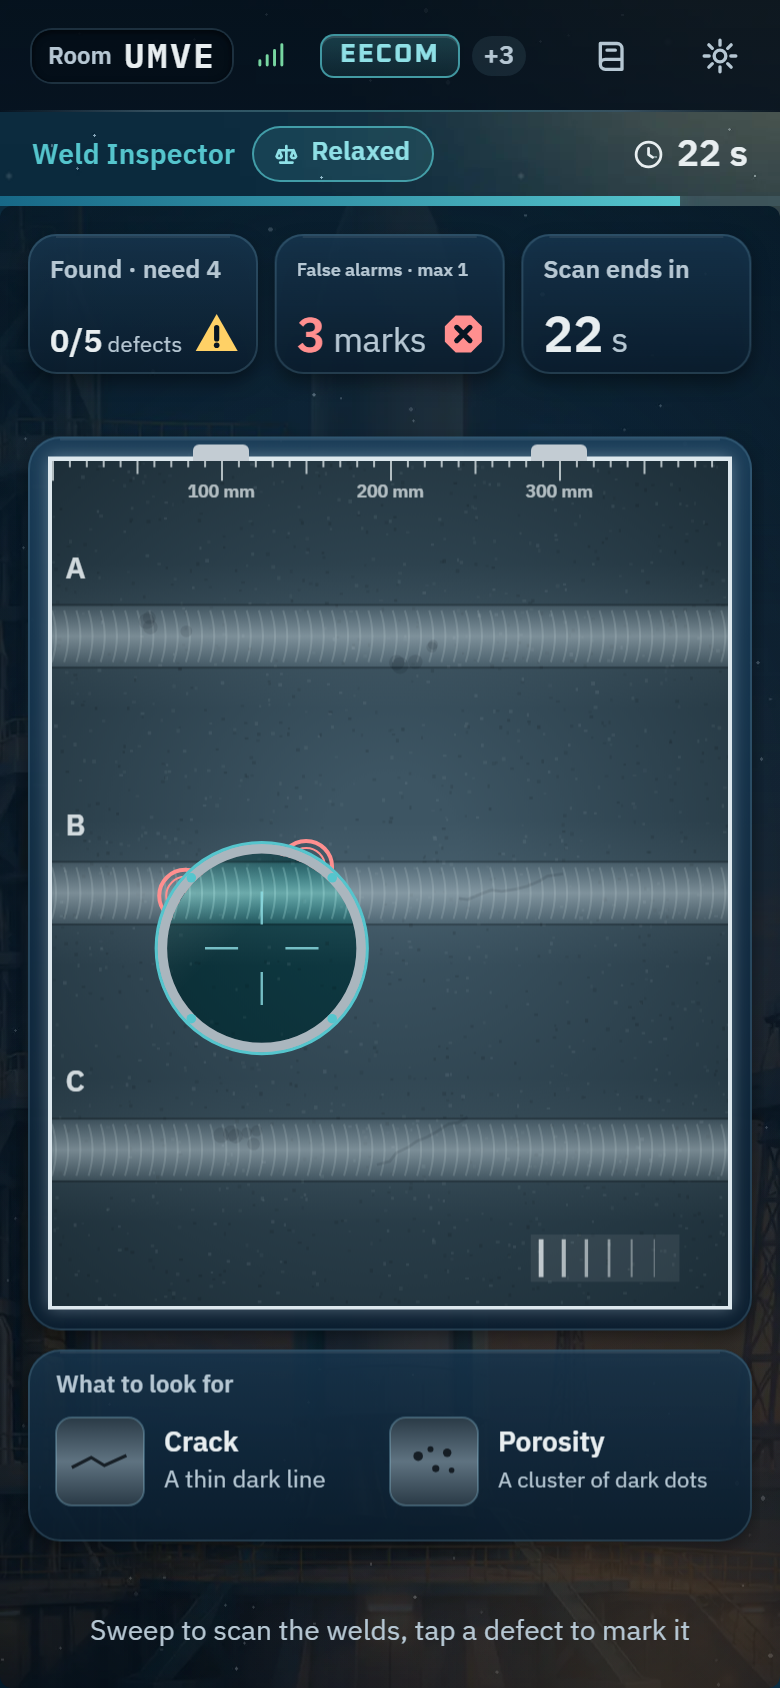 Room UMVE EECOM +3
Weld Inspector Relaxed 22 s
Found · need 4
0/5 defects
False alarms · max 1
3 marks
Scan ends in
22 s
100 mm 200 mm 300 mm
A
B
C
What to look for
Crack
A thin dark line
Porosity
A cluster of dark dots
Sweep to scan the welds, tap a defect to mark it